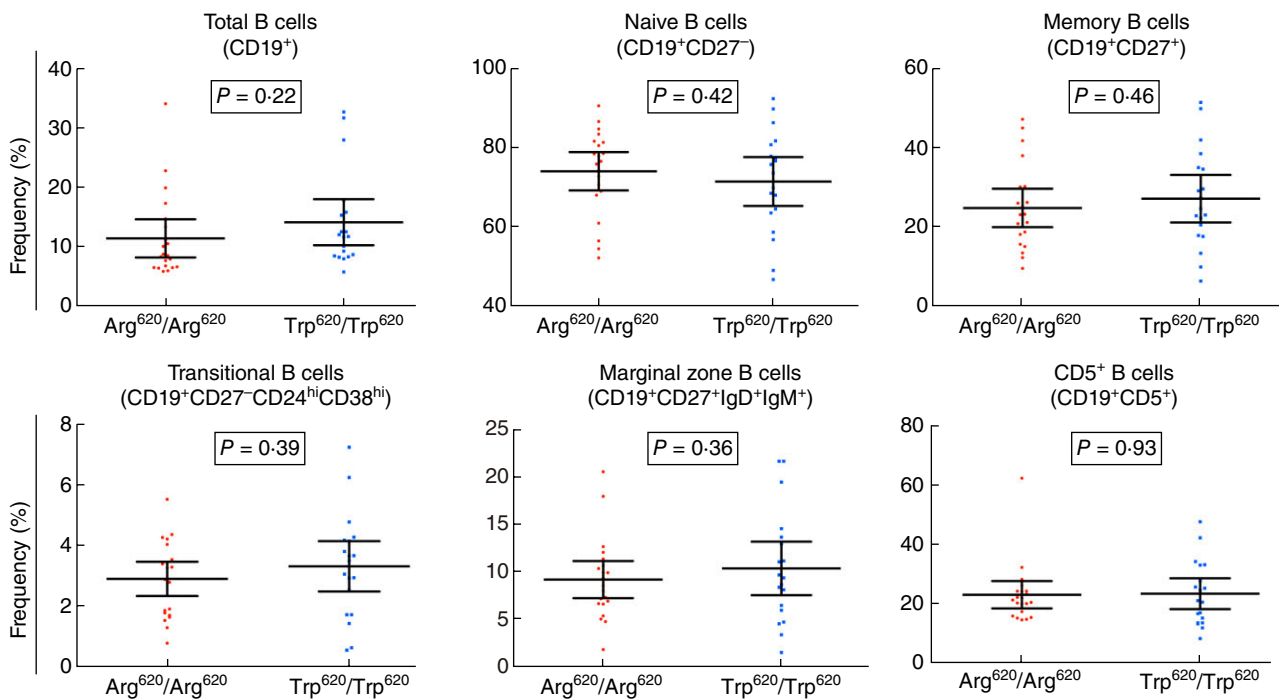 Total B cells
(CD19⁺)
Frequency (%)
40
30
20
10
0
P = 0·22
Arg⁶²⁰/Arg⁶²⁰
Trp⁶²⁰/Trp⁶²⁰
Naive B cells
(CD19⁺CD27⁻)
100
80
60
40
P = 0·42
Arg⁶²⁰/Arg⁶²⁰
Trp⁶²⁰/Trp⁶²⁰
Memory B cells
(CD19⁺CD27⁺)
60
40
20
0
P = 0·46
Arg⁶²⁰/Arg⁶²⁰
Trp⁶²⁰/Trp⁶²⁰
Transitional B cells
(CD19⁺CD27⁻CD24ʰⁱCD38ʰⁱ)
Frequency (%)
8
6
4
2
0
P = 0·39
Arg⁶²⁰/Arg⁶²⁰
Trp⁶²⁰/Trp⁶²⁰
Marginal zone B cells
(CD19⁺CD27⁺IgD⁺IgM⁺)
25
20
15
10
5
0
P = 0·36
Arg⁶²⁰/Arg⁶²⁰
Trp⁶²⁰/Trp⁶²⁰
CD5⁺ B cells
(CD19⁺CD5⁺)
80
60
40
20
0
P = 0·93
Arg⁶²⁰/Arg⁶²⁰
Trp⁶²⁰/Trp⁶²⁰